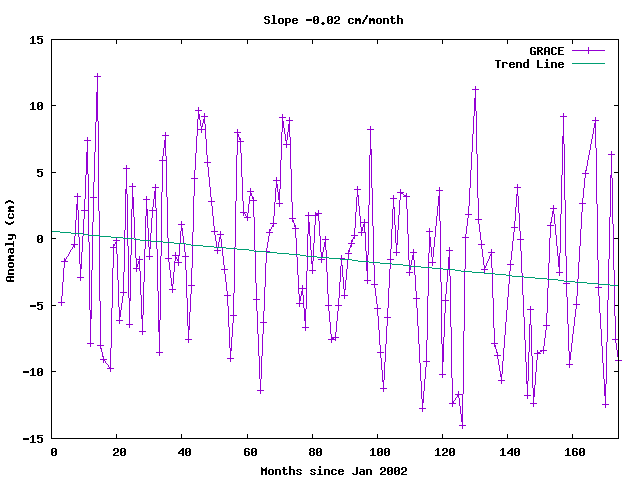 Slope -0.02 cm/month
GRACE
Trend Line
15
10
5
0
-5
-10
-15
Anomaly (cm)
0 20 40 60 80 100 120 140 160
Months since Jan 2002